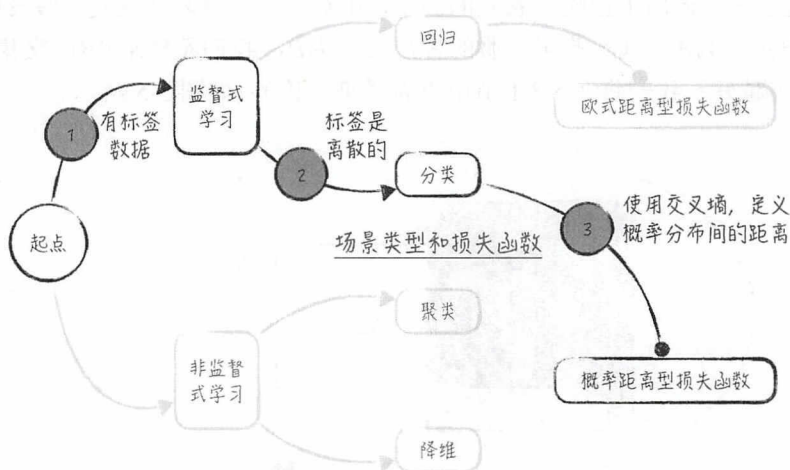 回归
欧式距离型损失函数
监督式
学习
1
有标签
数据
标签是
离散的
2
分类
起点
场景类型和损失函数
3
使用交叉熵，定义
概率分布间的距离
聚类
非监督
式学习
概率距离型损失函数
降维